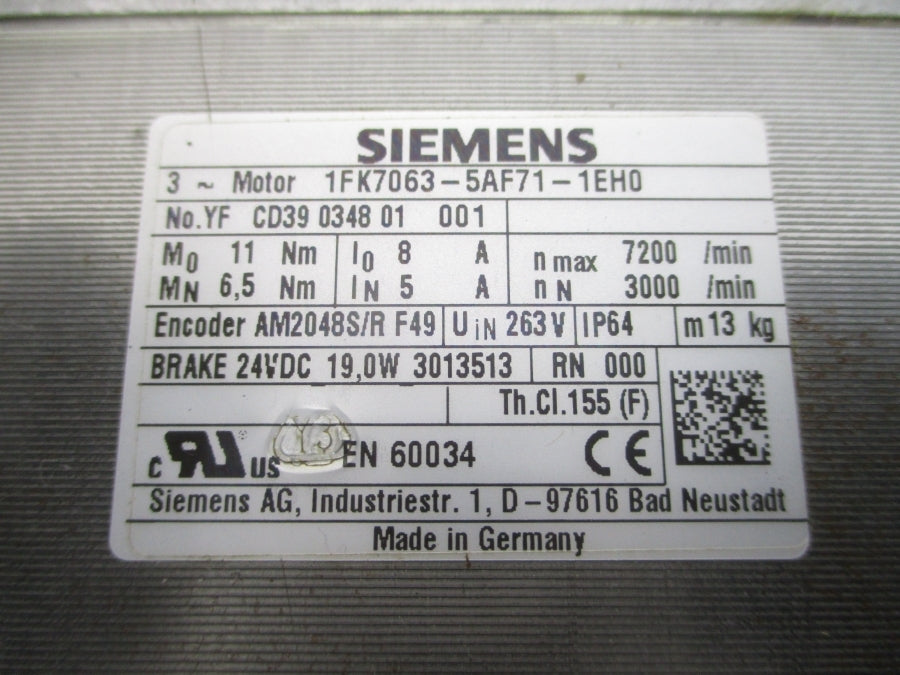 SIEMENS
3 ~ Motor 1FK7063-5AF71-1EH0
No.YF CD39 0348 01 001
M0 11 Nm I0 8 A n max 7200 /min
MN 6,5 Nm IN 5 A n N 3000 /min
Encoder AM2048S/R F49 UiN 263V IP64 m 13 kg
BRAKE 24VDC 19,0W 3013513 RN 000
Th.Cl.155 (F)
Y3
c RU US EN 60034 CE
Siemens AG, Industriestr. 1, D-97616 Bad Neustadt
Made in Germany